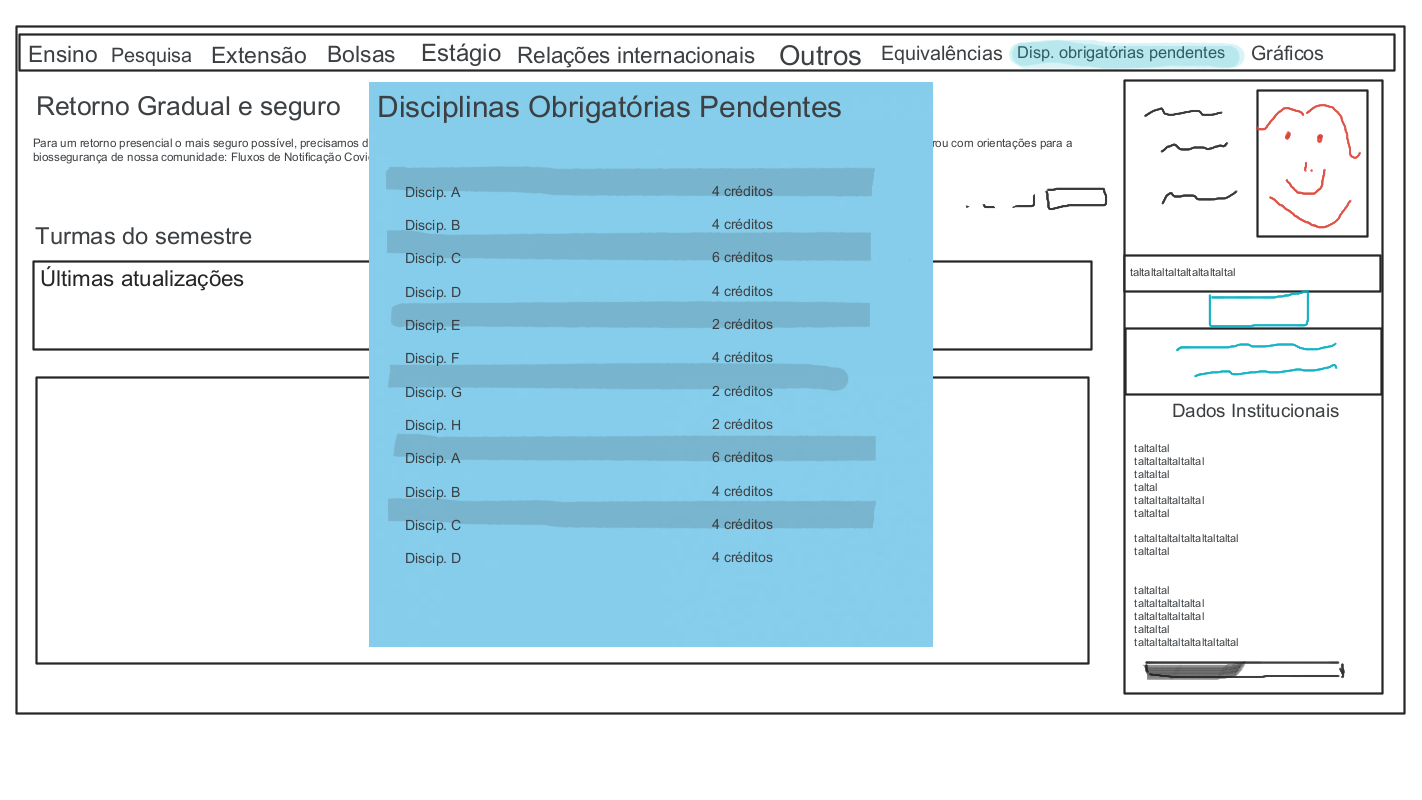 Ensino Pesquisa Extensão Bolsas Estágio Relações internacionais Outros Equivalências Disp. obrigatórias pendentes Gráficos
Retorno Gradual e seguro
Para um retorno presencial o mais seguro possível, precisamos d
rou com orientações para a
biossegurança de nossa comunidade: Fluxos de Notificação Covi
Turmas do semestre
Últimas atualizações
Disciplinas Obrigatórias Pendentes
Discip. A 4 créditos
Discip. B 4 créditos
Discip. C 6 créditos
Discip. D 4 créditos
Discip. E 2 créditos
Discip. F 4 créditos
Discip. G 2 créditos
Discip. H 2 créditos
Discip. A 6 créditos
Discip. B 4 créditos
Discip. C 4 créditos
Discip. D 4 créditos
taltaltaltaltaltaltaltaltal
Dados Institucionais
taltaltal
taltaltaltaltaltal
taltaltal
taltal
taltaltaltaltaltal
taltaltal
taltaltaltaltaltaltaltaltal
taltaltal
taltaltal
taltaltaltaltaltal
taltaltaltaltaltal
taltaltal
taltaltaltaltaltaltaltaltal